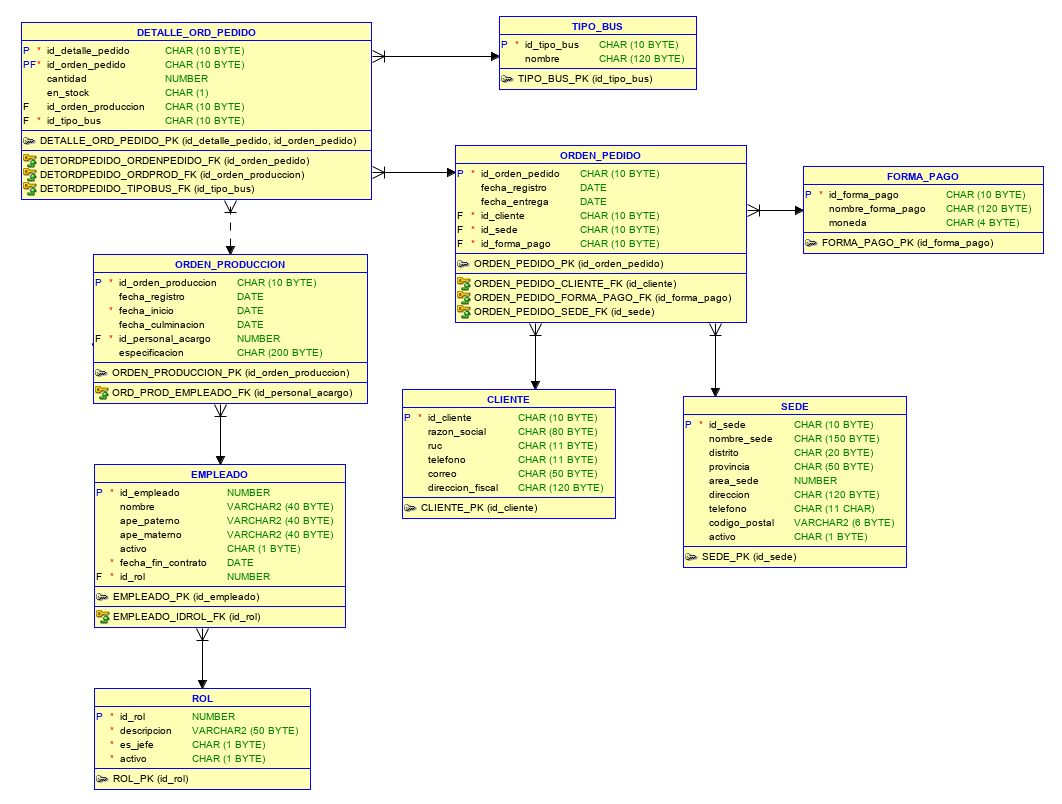 DETALLE_ORD_PEDIDO
P * id_detalle_pedido CHAR (10 BYTE)
PF* id_orden_pedido CHAR (10 BYTE)
cantidad NUMBER
en_stock CHAR (1)
F id_orden_produccion CHAR (10 BYTE)
F * id_tipo_bus CHAR (10 BYTE)
DETALLE_ORD_PEDIDO_PK (id_detalle_pedido, id_orden_pedido)
DETORDPEDIDO_ORDENPEDIDO_FK (id_orden_pedido)
DETORDPEDIDO_ORDPROD_FK (id_orden_produccion)
DETORDPEDIDO_TIPOBUS_FK (id_tipo_bus)
TIPO_BUS
P * id_tipo_bus CHAR (10 BYTE)
nombre CHAR (120 BYTE)
TIPO_BUS_PK (id_tipo_bus)
ORDEN_PEDIDO
P * id_orden_pedido CHAR (10 BYTE)
fecha_registro DATE
fecha_entrega DATE
F * id_cliente CHAR (10 BYTE)
F * id_sede CHAR (10 BYTE)
F * id_forma_pago CHAR (10 BYTE)
ORDEN_PEDIDO_PK (id_orden_pedido)
ORDEN_PEDIDO_CLIENTE_FK (id_cliente)
ORDEN_PEDIDO_FORMA_PAGO_FK (id_forma_pago)
ORDEN_PEDIDO_SEDE_FK (id_sede)
FORMA_PAGO
P * id_forma_pago CHAR (10 BYTE)
nombre_forma_pago CHAR (120 BYTE)
moneda CHAR (4 BYTE)
FORMA_PAGO_PK (id_forma_pago)
ORDEN_PRODUCCION
P * id_orden_produccion CHAR (10 BYTE)
fecha_registro DATE
* fecha_inicio DATE
fecha_culminacion DATE
F * id_personal_acargo NUMBER
especificacion CHAR (200 BYTE)
ORDEN_PRODUCCION_PK (id_orden_produccion)
ORD_PROD_EMPLEADO_FK (id_personal_acargo)
CLIENTE
P * id_cliente CHAR (10 BYTE)
razon_social CHAR (80 BYTE)
ruc CHAR (11 BYTE)
telefono CHAR (11 BYTE)
correo CHAR (50 BYTE)
direccion_fiscal CHAR (120 BYTE)
CLIENTE_PK (id_cliente)
SEDE
P * id_sede CHAR (10 BYTE)
nombre_sede CHAR (150 BYTE)
distrito CHAR (20 BYTE)
provincia CHAR (50 BYTE)
area_sede NUMBER
direccion CHAR (120 BYTE)
telefono CHAR (11 CHAR)
codigo_postal VARCHAR2 (6 BYTE)
activo CHAR (1 BYTE)
SEDE_PK (id_sede)
EMPLEADO
P * id_empleado NUMBER
nombre VARCHAR2 (40 BYTE)
ape_paterno VARCHAR2 (40 BYTE)
ape_materno VARCHAR2 (40 BYTE)
activo CHAR (1 BYTE)
* fecha_fin_contrato DATE
F * id_rol NUMBER
EMPLEADO_PK (id_empleado)
EMPLEADO_IDROL_FK (id_rol)
ROL
P * id_rol NUMBER
* descripcion VARCHAR2 (50 BYTE)
* es_jefe CHAR (1 BYTE)
* activo CHAR (1 BYTE)
ROL_PK (id_rol)